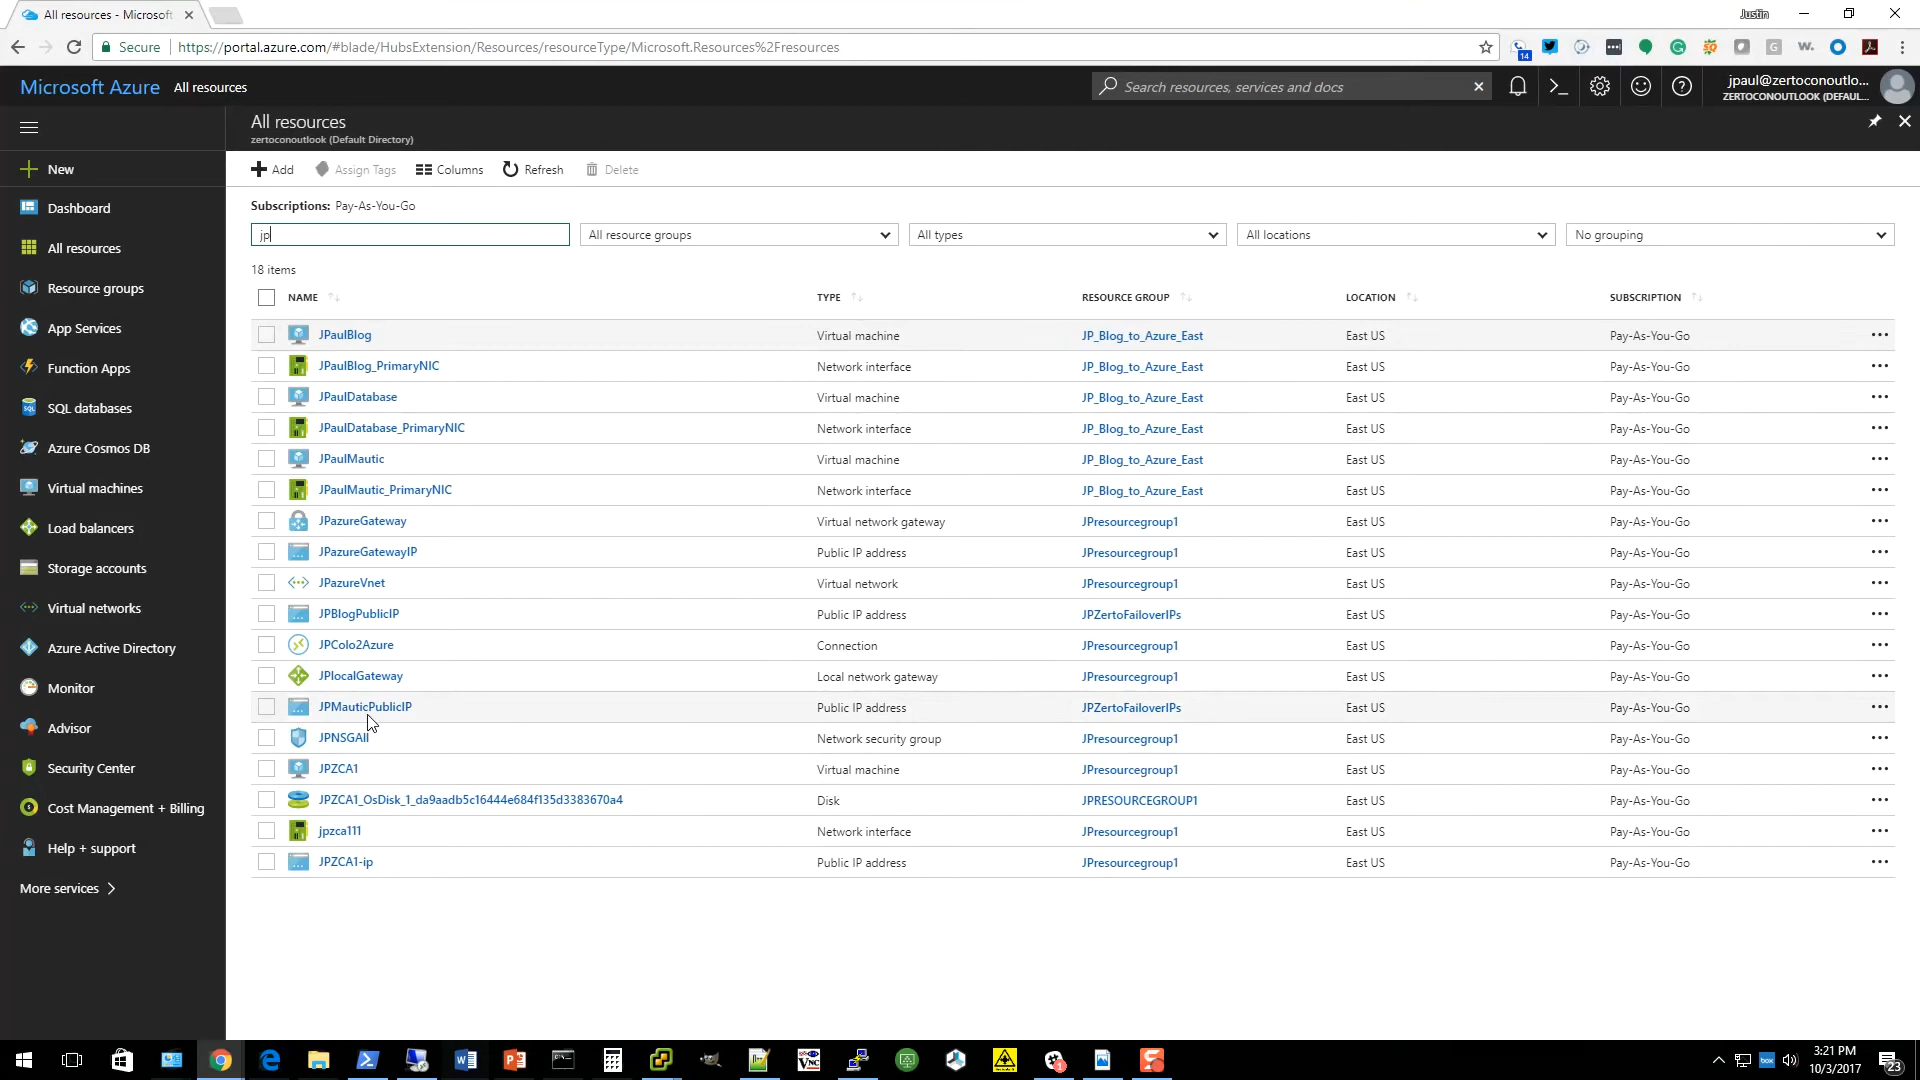 All resources - Microsoft
Justin
Secure
https://portal.azure.com/#blade/HubsExtension/Resources/resourceType/Microsoft.Resources%2Fresources
14
SO
G
W.
Microsoft Azure
All resources
Search resources, services and docs
jpaul@zertoconoutlo...
ZERTOCONOUTLOOK (DEFAUL...
New
Dashboard
All resources
Resource groups
App Services
Function Apps
SQL databases
Azure Cosmos DB
Virtual machines
Load balancers
Storage accounts
Virtual networks
Azure Active Directory
Monitor
Advisor
Security Center
Cost Management + Billing
Help + support
More services
All resources
zertoconoutlook (Default Directory)
Add Assign Tags Columns Refresh Delete
Subscriptions: Pay-As-You-Go
jp All resource groups All types All locations No grouping
18 items
NAME TYPE RESOURCE GROUP LOCATION SUBSCRIPTION
JPaulBlog Virtual machine JP_Blog_to_Azure_East East US Pay-As-You-Go
JPaulBlog_PrimaryNIC Network interface JP_Blog_to_Azure_East East US Pay-As-You-Go
JPaulDatabase Virtual machine JP_Blog_to_Azure_East East US Pay-As-You-Go
JPaulDatabase_PrimaryNIC Network interface JP_Blog_to_Azure_East East US Pay-As-You-Go
JPaulMautic Virtual machine JP_Blog_to_Azure_East East US Pay-As-You-Go
JPaulMautic_PrimaryNIC Network interface JP_Blog_to_Azure_East East US Pay-As-You-Go
JPazureGateway Virtual network gateway JPresourcegroup1 East US Pay-As-You-Go
JPazureGatewayIP Public IP address JPresourcegroup1 East US Pay-As-You-Go
JPazureVnet Virtual network JPresourcegroup1 East US Pay-As-You-Go
JPBlogPublicIP Public IP address JPZertoFailoverIPs East US Pay-As-You-Go
JPColo2Azure Connection JPresourcegroup1 East US Pay-As-You-Go
JPlocalGateway Local network gateway JPresourcegroup1 East US Pay-As-You-Go
JPMauticPublicIP Public IP address JPZertoFailoverIPs East US Pay-As-You-Go
JPNSGAll Network security group JPresourcegroup1 East US Pay-As-You-Go
JPZCA1 Virtual machine JPresourcegroup1 East US Pay-As-You-Go
JPZCA1_OsDisk_1_da9aadb5c16444e684f135d3383670a4 Disk JPRESOURCEGROUP1 East US Pay-As-You-Go
jpzca111 Network interface JPresourcegroup1 East US Pay-As-You-Go
JPZCA1-ip Public IP address JPresourcegroup1 East US Pay-As-You-Go
3:21 PM
10/3/2017
23